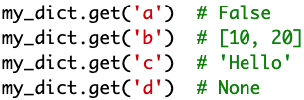 my_dict.get('a')  # False
my_dict.get('b')  # [10, 20]
my_dict.get('c')  # 'Hello'
my_dict.get('d')  # None